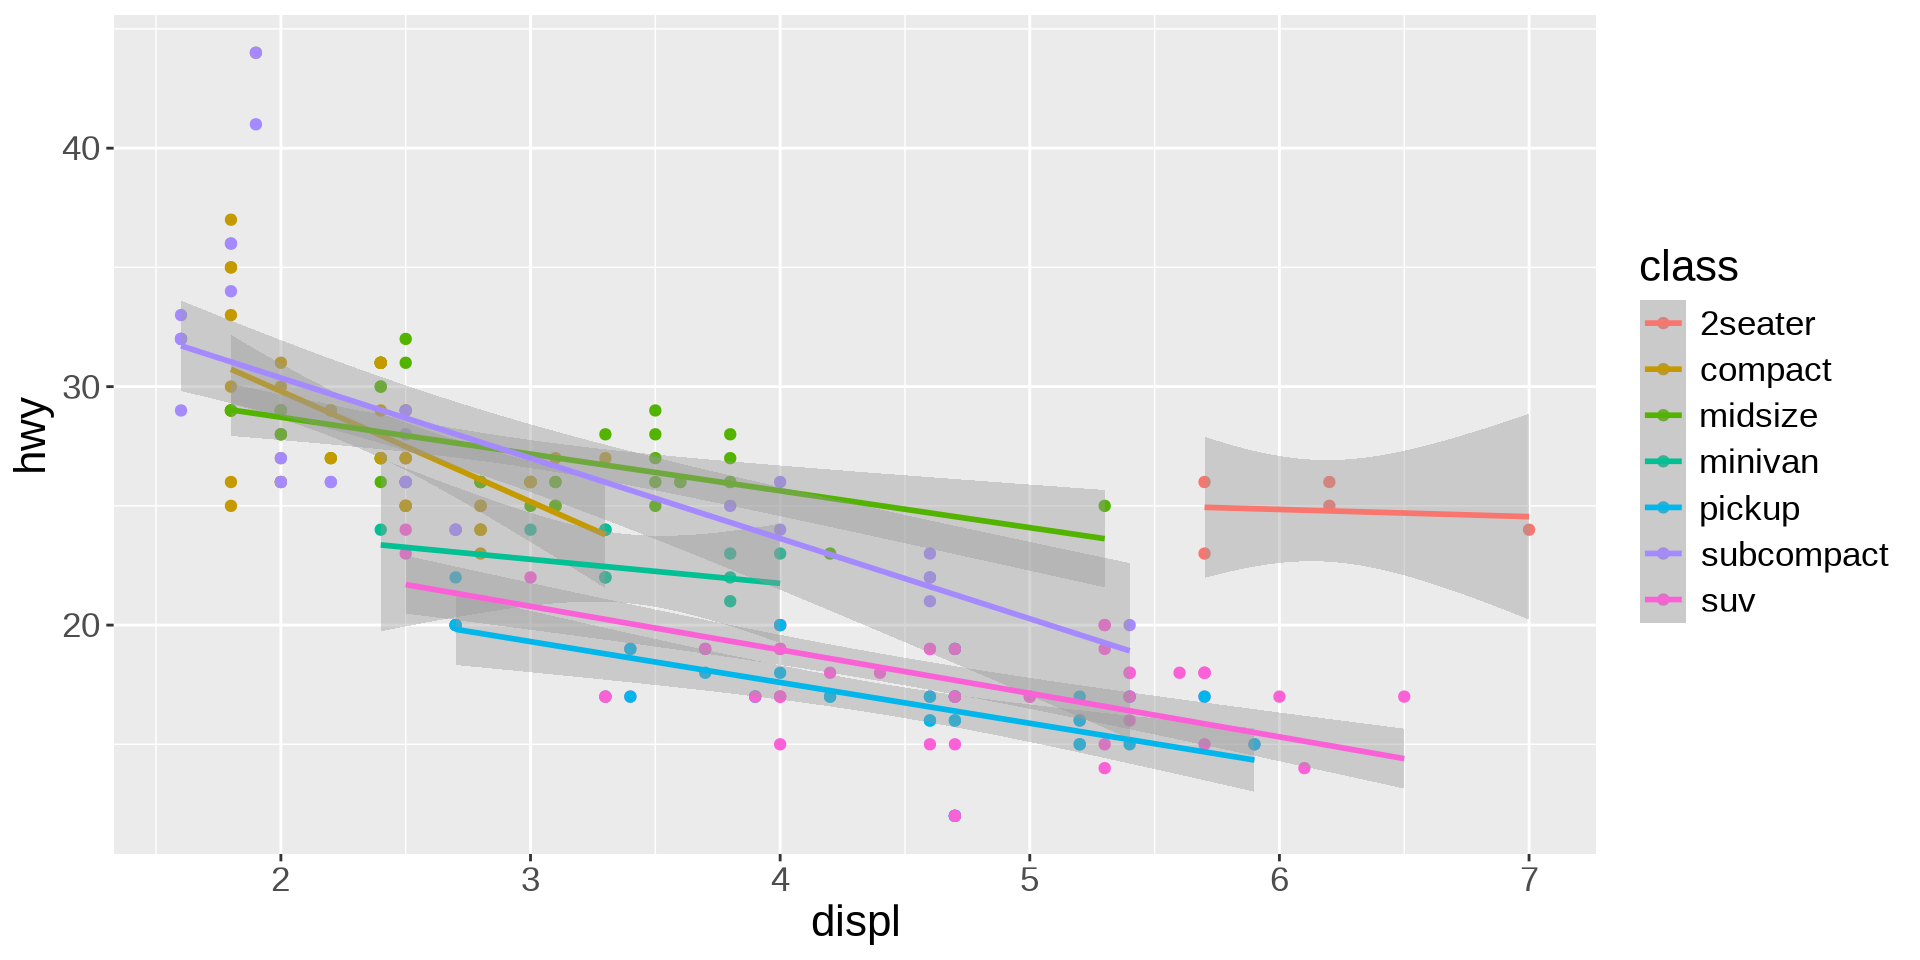 hwy
40
30
20
2 3 4 5 6 7
displ
class
2seater
compact
midsize
minivan
pickup
subcompact
suv